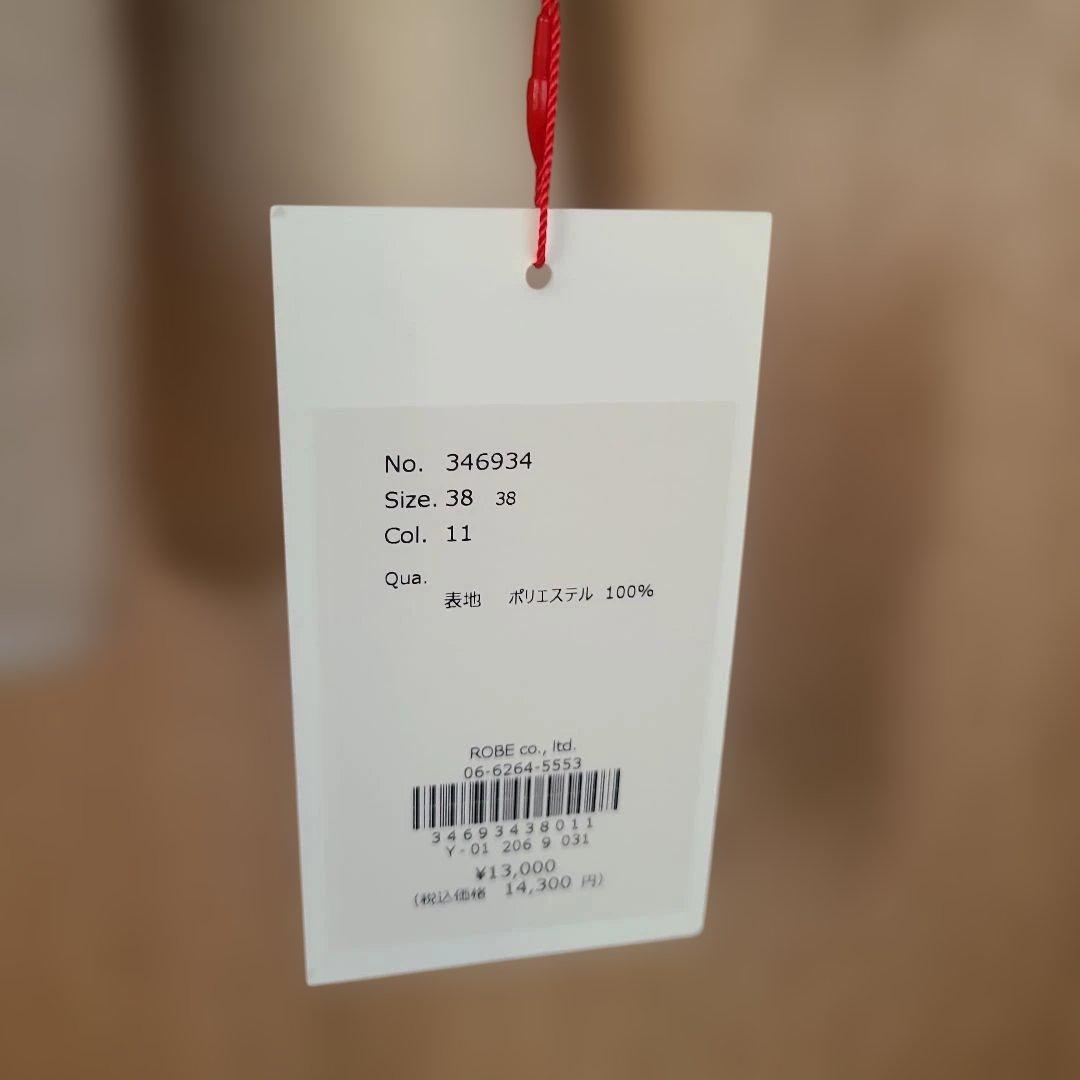 No. 346934
Size. 38 38
Col. 11
Qua.
表地 ポリエステル 100%
ROBE co., ltd.
06-6264-5553
34693438011
Y-01 206 9 031
¥13,000
(税込価格 14,300 円)